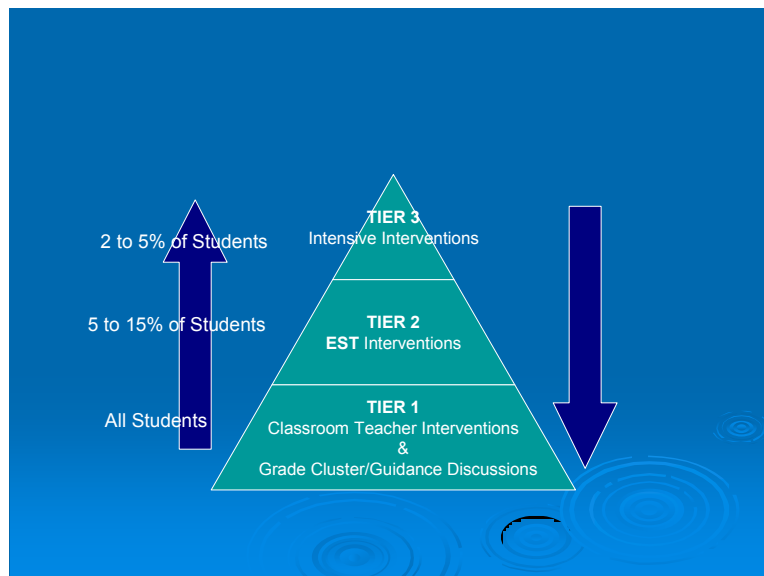 TIER 3
Intensive Interventions
2 to 5% of Students
TIER 2
EST Interventions
5 to 15% of Students
TIER 1
Classroom Teacher Interventions
&
Grade Cluster/Guidance Discussions
All Students